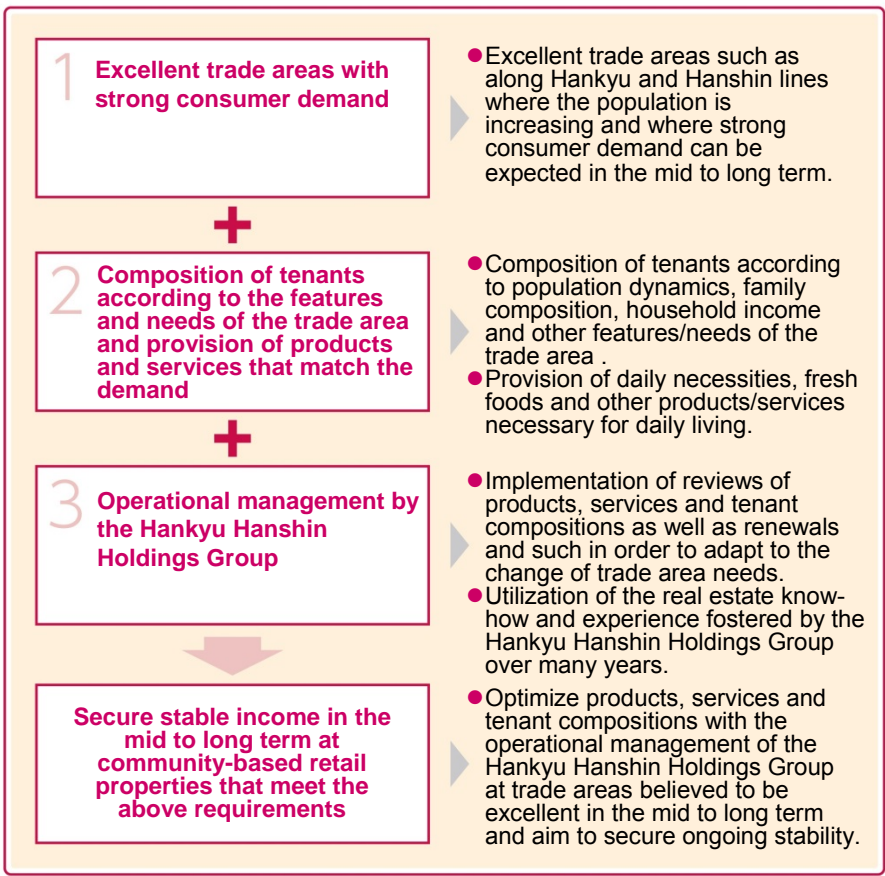 1
Excellent trade areas with
strong consumer demand
●Excellent trade areas such as
along Hankyu and Hanshin lines
where the population is
increasing and where strong
consumer demand can be
expected in the mid to long term.
+
2
Composition of tenants
according to the features
and needs of the trade area
and provision of products
and services that match the
demand
●Composition of tenants according
to population dynamics, family
composition, household income
and other features/needs of the
trade area .
●Provision of daily necessities, fresh
foods and other products/services
necessary for daily living.
+
3
Operational management by
the Hankyu Hanshin
Holdings Group
●Implementation of reviews of
products, services and tenant
compositions as well as renewals
and such in order to adapt to the
change of trade area needs.
●Utilization of the real estate know-
how and experience fostered by the
Hankyu Hanshin Holdings Group
over many years.
Secure stable income in the
mid to long term at
community-based retail
properties that meet the
above requirements
●Optimize products, services and
tenant compositions with the
operational management of the
Hankyu Hanshin Holdings Group
at trade areas believed to be
excellent in the mid to long term
and aim to secure ongoing stability.